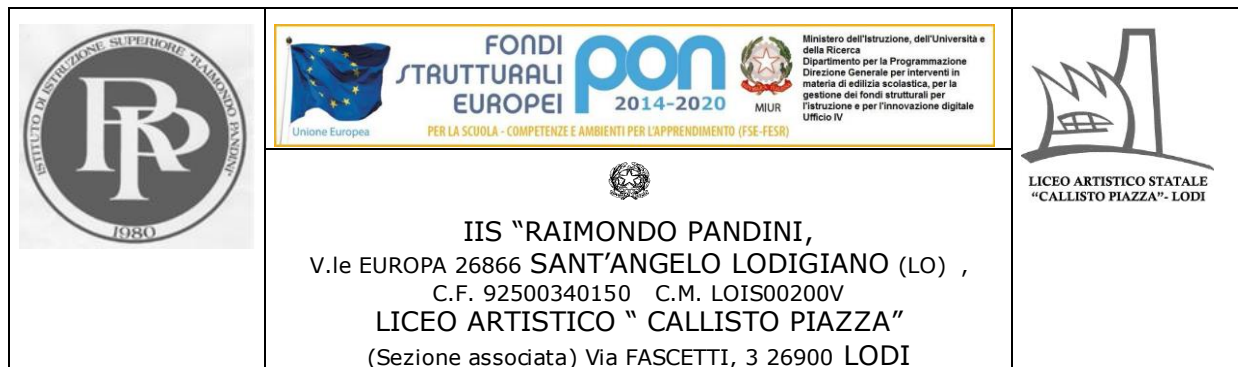 ISTITUTO DI ISTRUZIONE SUPERIORE "RAIMONDO PANDINI"
RP
1980
Unione Europea
FONDI
STRUTTURALI
EUROPEI
pon
2014-2020
MIUR
Ministero dell'Istruzione, dell'Università e
della Ricerca
Dipartimento per la Programmazione
Direzione Generale per interventi in
materia di edilizia scolastica, per la
gestione dei fondi strutturali per
l'istruzione e per l'innovazione digitale
Ufficio IV
PER LA SCUOLA - COMPETENZE E AMBIENTI PER L'APPRENDIMENTO (FSE-FESR)
LICEO ARTISTICO STATALE
"CALLISTO PIAZZA"- LODI
IIS "RAIMONDO PANDINI,
V.le EUROPA 26866 SANT'ANGELO LODIGIANO (LO) ,
C.F. 92500340150 C.M. LOIS00200V
LICEO ARTISTICO " CALLISTO PIAZZA"
(Sezione associata) Via FASCETTI, 3 26900 LODI